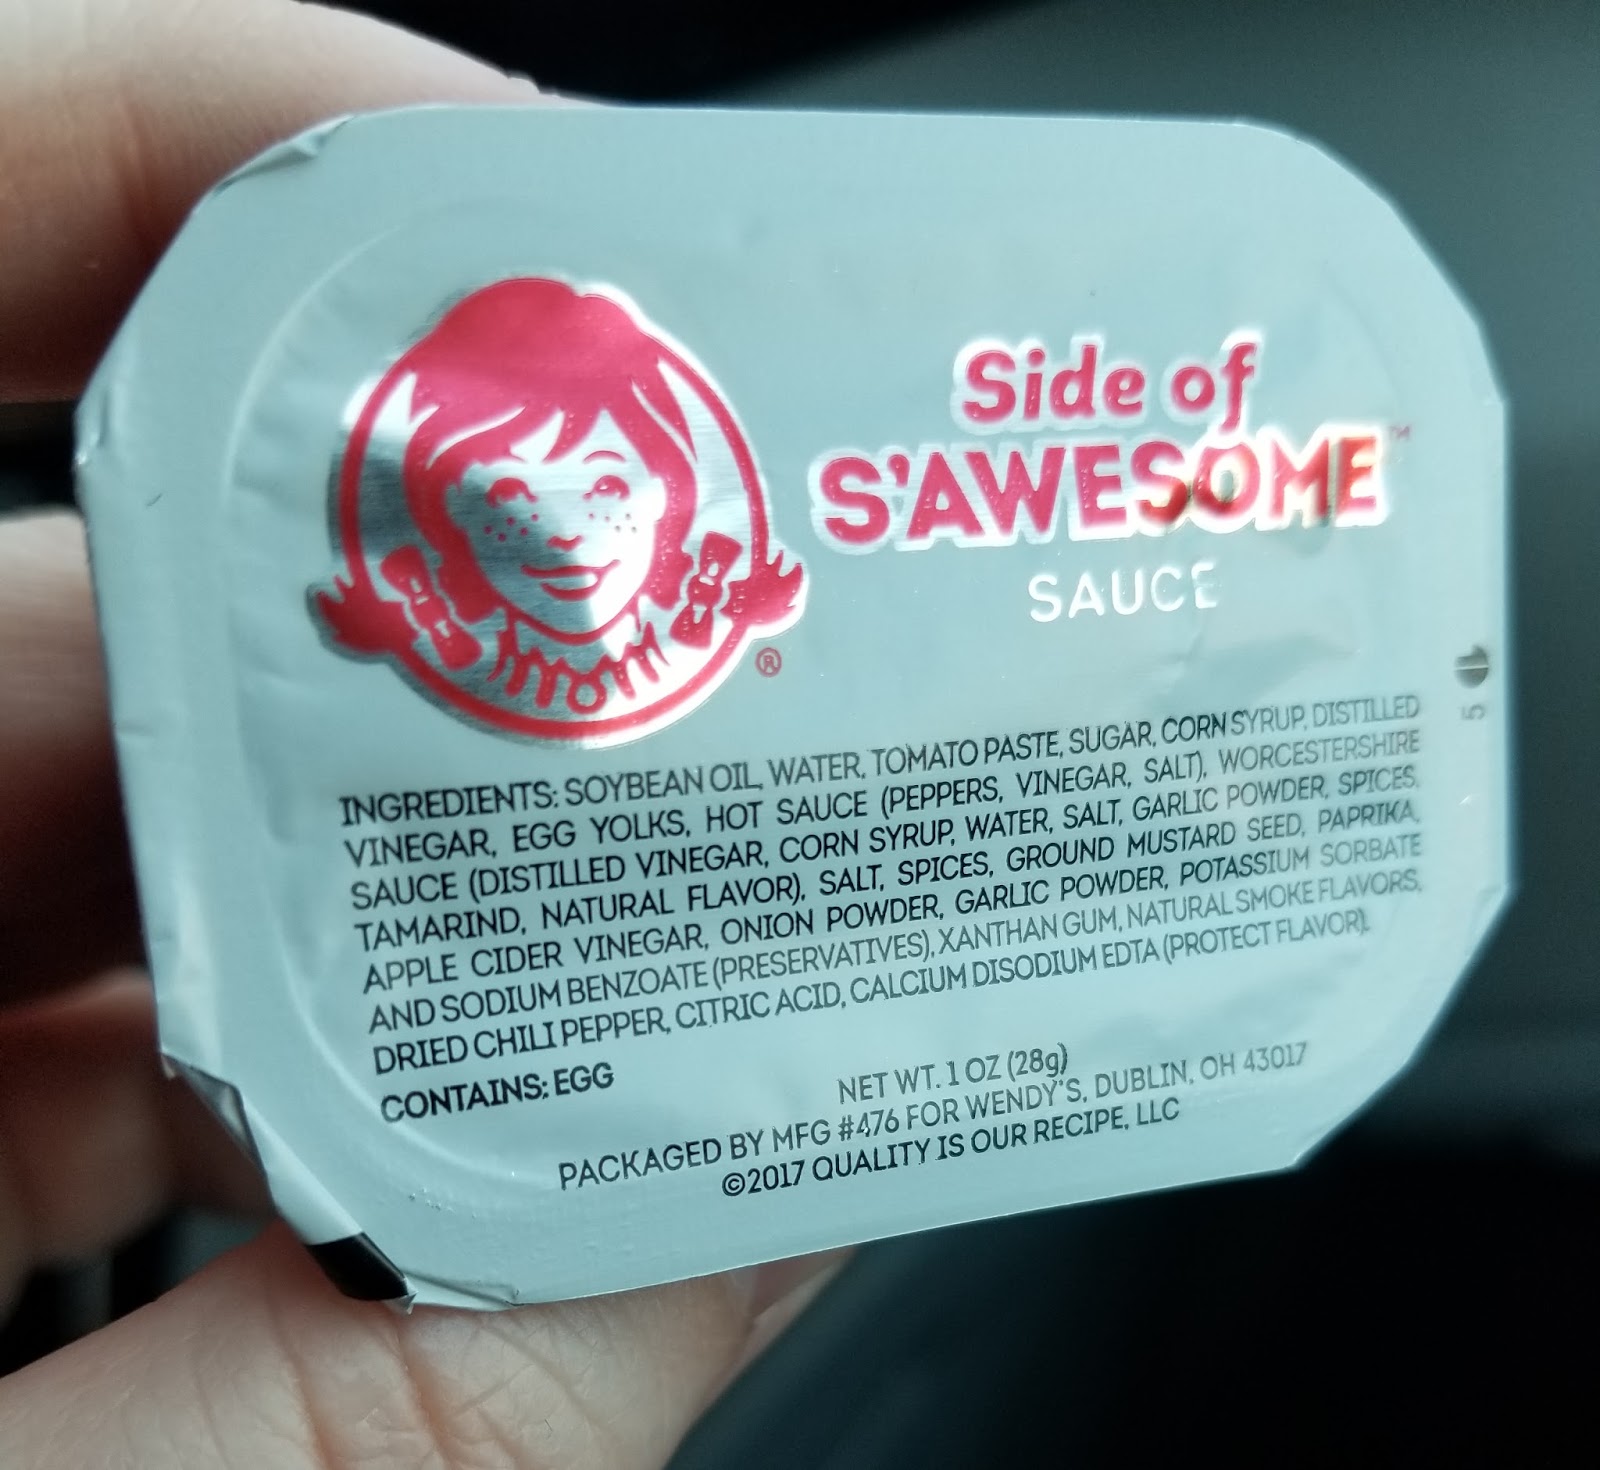 Side of
S'AWESOME™
SAUCE
®
INGREDIENTS: SOYBEAN OIL, WATER, TOMATO PASTE, SUGAR, CORN SYRUP, DISTILLED
VINEGAR, EGG YOLKS, HOT SAUCE (PEPPERS, VINEGAR, SALT), WORCESTERSHIRE
SAUCE (DISTILLED VINEGAR, CORN SYRUP, WATER, SALT, GARLIC POWDER, SPICES,
TAMARIND, NATURAL FLAVOR), SALT, SPICES, GROUND MUSTARD SEED, PAPRIKA,
APPLE CIDER VINEGAR, ONION POWDER, GARLIC POWDER, POTASSIUM SORBATE
AND SODIUM BENZOATE (PRESERVATIVES), XANTHAN GUM, NATURAL SMOKE FLAVORS,
DRIED CHILI PEPPER, CITRIC ACID, CALCIUM DISODIUM EDTA (PROTECT FLAVOR).
CONTAINS: EGG
NET WT. 1 OZ (28g)
PACKAGED BY MFG #476 FOR WENDY'S, DUBLIN, OH 43017
©2017 QUALITY IS OUR RECIPE, LLC